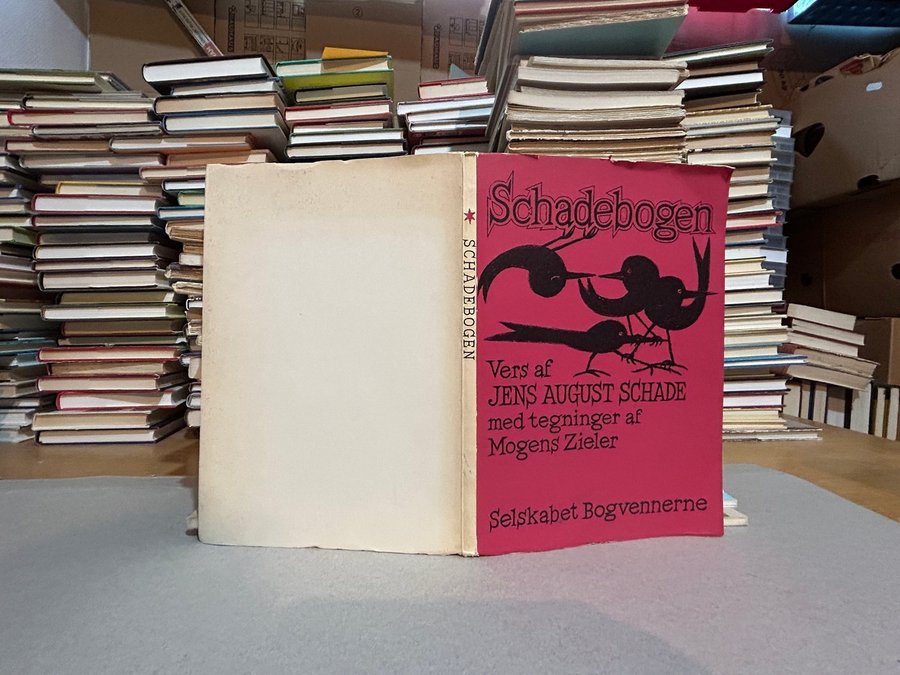 SCHADEBOGEN
Schadebogen
Vers af
JENS AUGUST SCHADE
med tegninger af
Mogens Zieler
Selskabet Bogvennerne